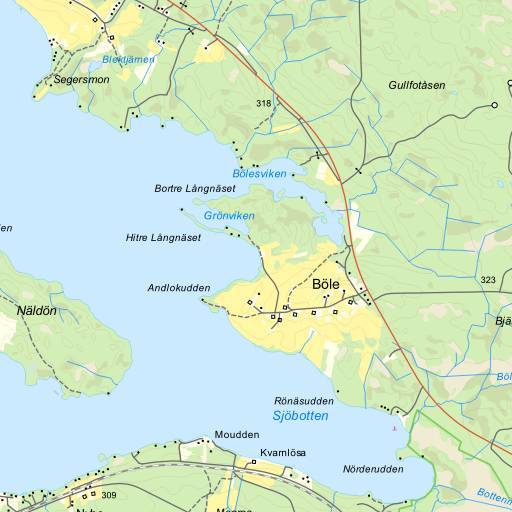 Blektjärnen
Segersmon
Gullfotåsen
318
Bölesviken
Bortre Långnäset
Grönviken
Hitre Långnäset
323
Andlokudden
Böle
Näldön
Rönäsudden
Sjöbotten
Moudden
Kvarnlösa
Nörderudden
309